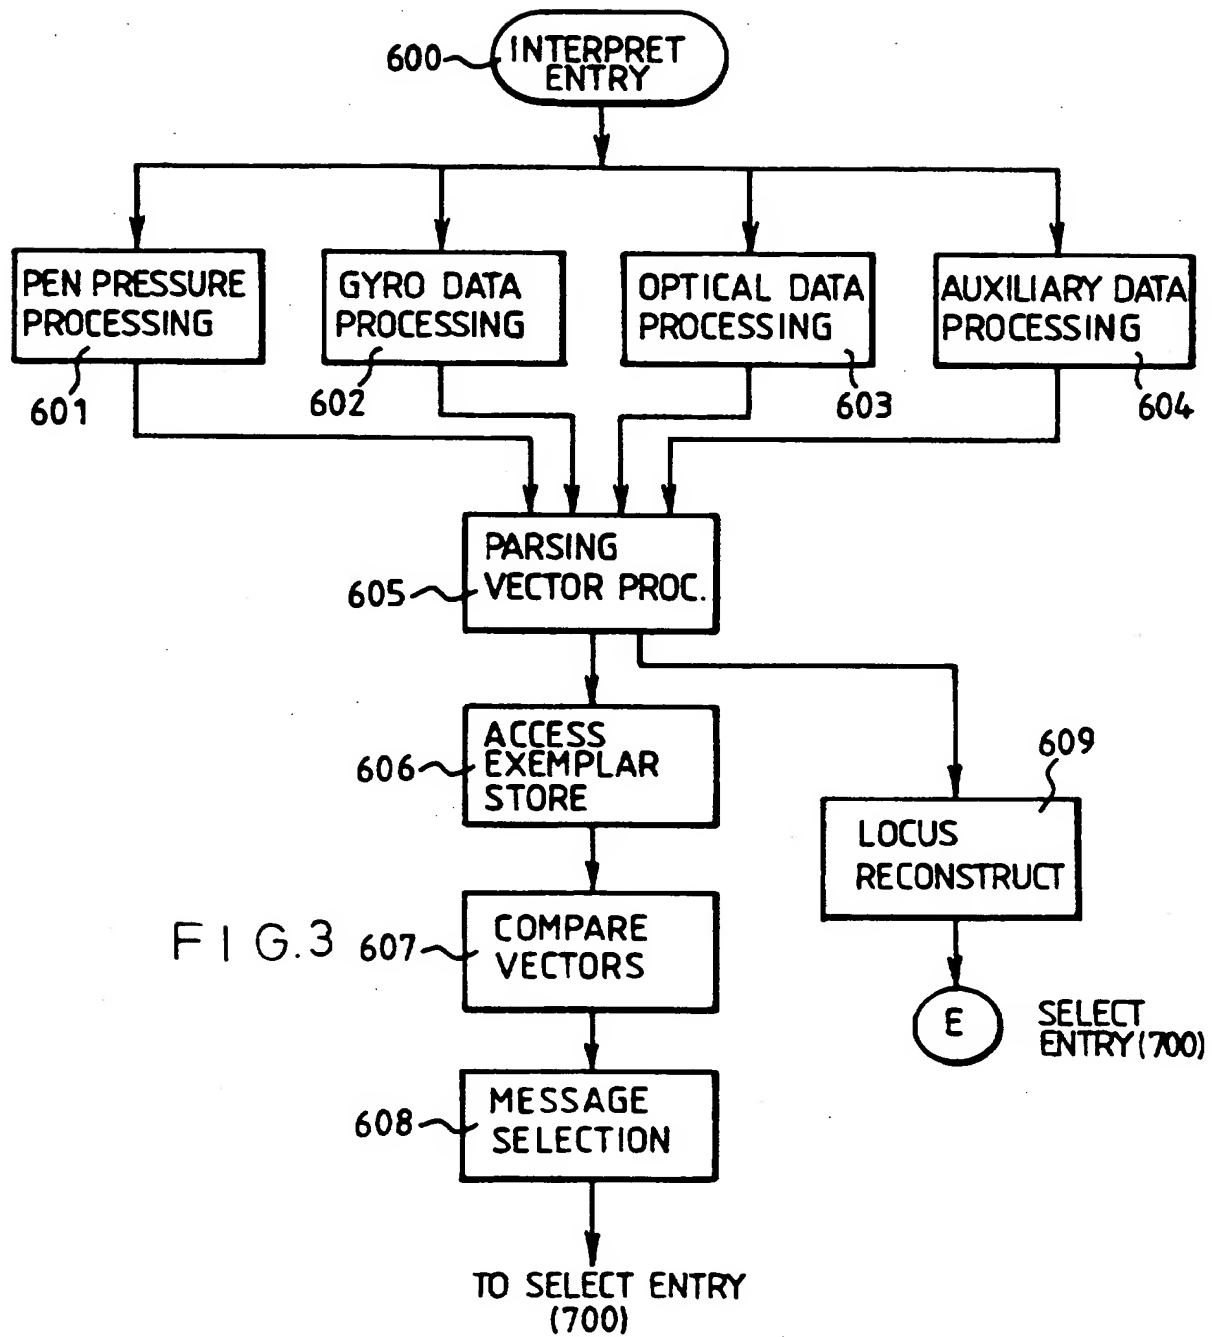 600
INTERPRET
ENTRY
PEN PRESSURE
PROCESSING
601
GYRO DATA
PROCESSING
602
OPTICAL DATA
PROCESSING
603
AUXILIARY DATA
PROCESSING
604
605
PARSING
VECTOR PROC.
606
ACCESS
EXEMPLAR
STORE
609
LOCUS
RECONSTRUCT
FIG.3
607
COMPARE
VECTORS
E
SELECT
ENTRY (700)
608
MESSAGE
SELECTION
TO SELECT ENTRY
(700)